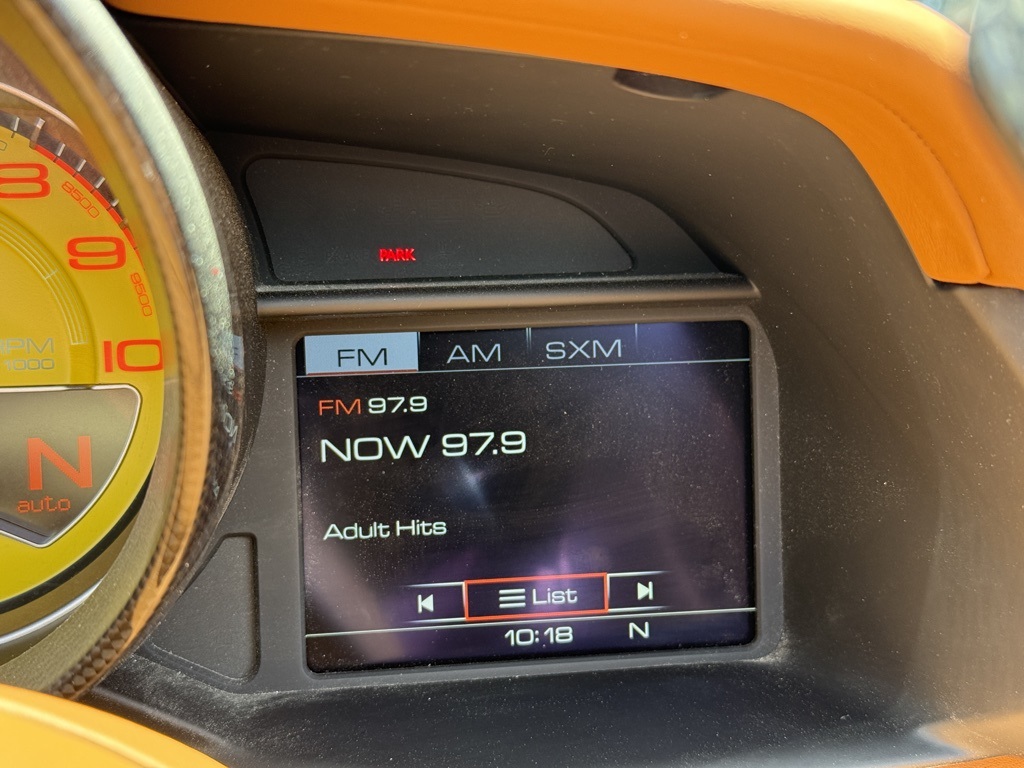 8
8500
9
9500
10
RPM
1000
N
auto
PARK
FM AM SXM
FM 97.9
NOW 97.9
Adult Hits
List
10:18 N